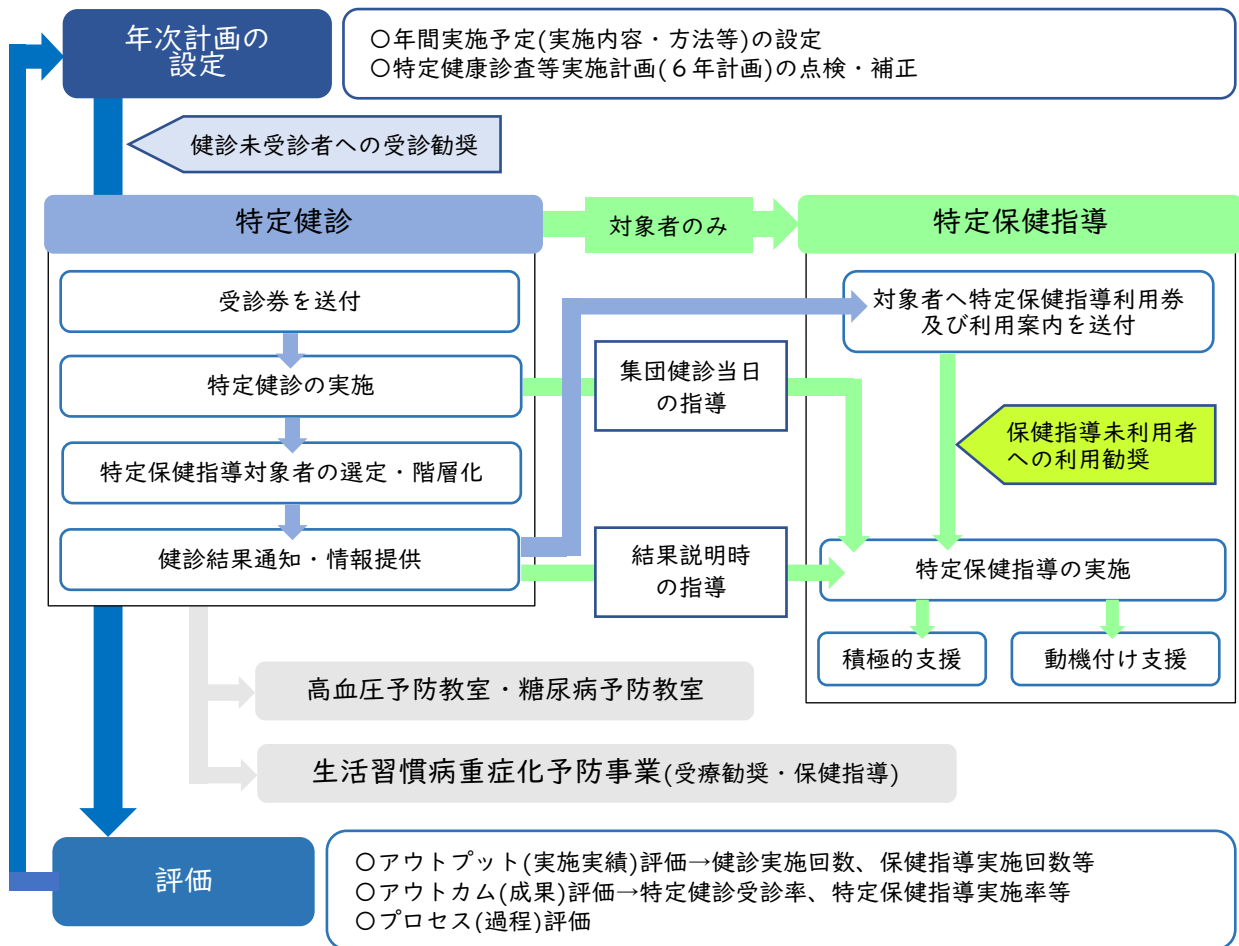 年次計画の
設定
○年間実施予定(実施内容・方法等)の設定
○特定健康診査等実施計画(６年計画)の点検・補正
健診未受診者への受診勧奨
特定健診
対象者のみ
特定保健指導
受診券を送付
特定健診の実施
特定保健指導対象者の選定・階層化
健診結果通知・情報提供
集団健診当日
の指導
結果説明時
の指導
対象者へ特定保健指導利用券
及び利用案内を送付
保健指導未利用者
への利用勧奨
特定保健指導の実施
積極的支援
動機付け支援
高血圧予防教室・糖尿病予防教室
生活習慣病重症化予防事業(受療勧奨・保健指導)
評価
○アウトプット(実施実績)評価→健診実施回数、保健指導実施回数等
○アウトカム(成果)評価→特定健診受診率、特定保健指導実施率等
○プロセス(過程)評価